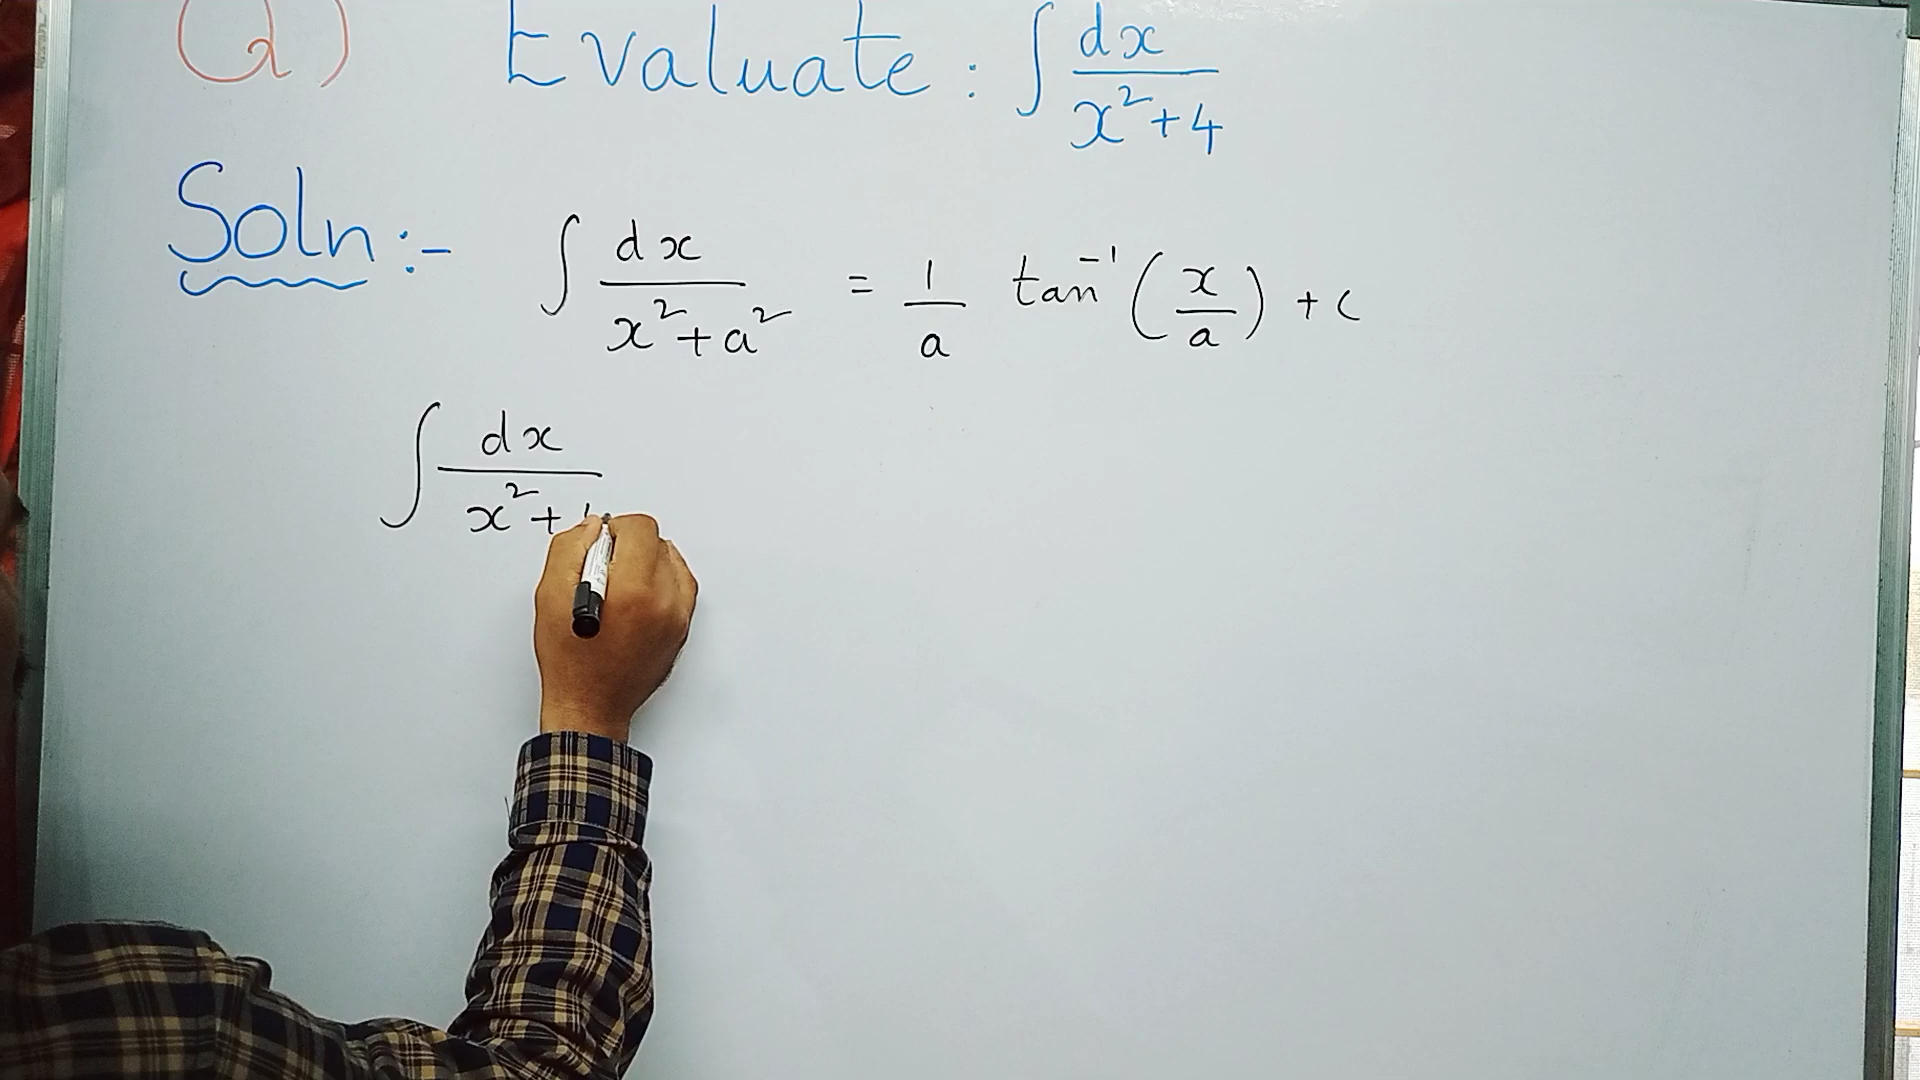 Q) Evaluate : ∫ dx / x² + 4
Soln :- ∫ dx / x² + a² = 1 / a tan⁻¹ ( x / a ) + c
∫ dx / x² +